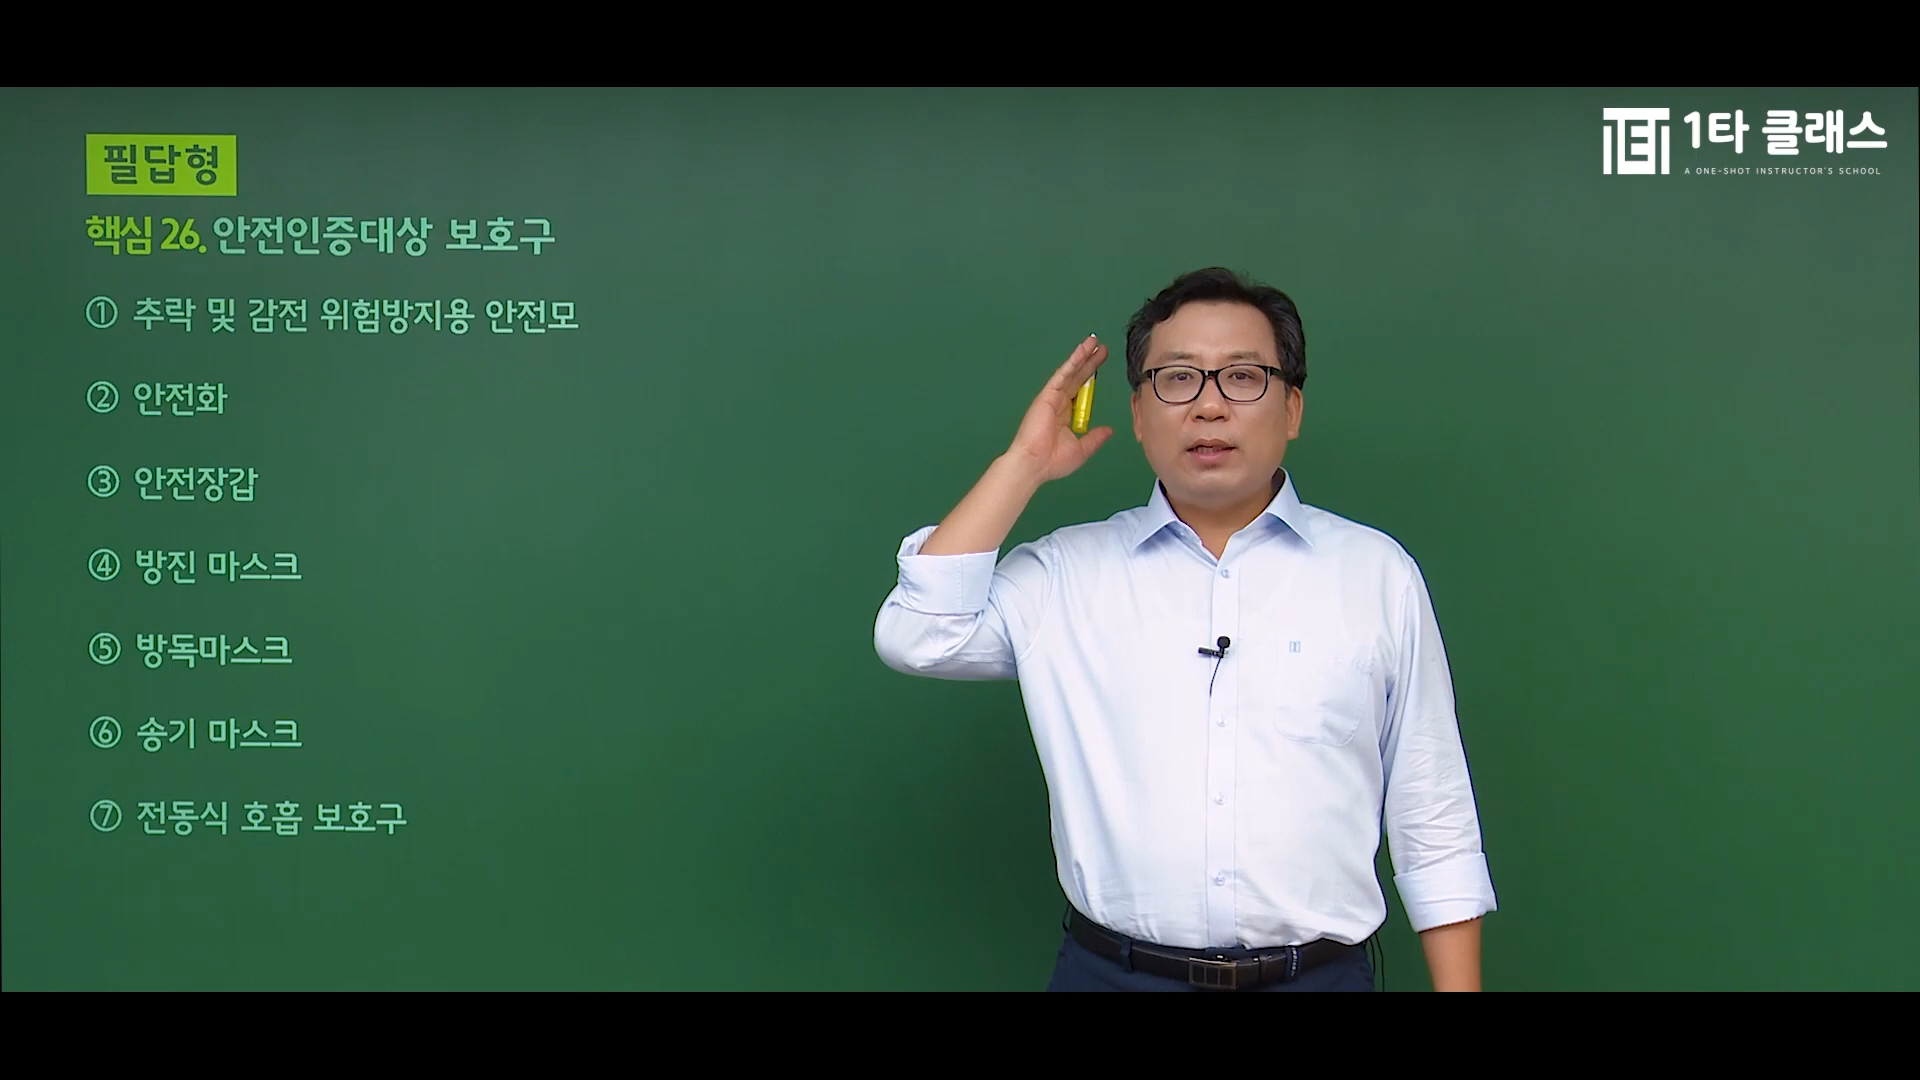 1타 클래스
A ONE-SHOT INSTRUCTOR'S SCHOOL
필답형
핵심 26. 안전인증대상 보호구
① 추락 및 감전 위험방지용 안전모
② 안전화
③ 안전장갑
④ 방진 마스크
⑤ 방독마스크
⑥ 송기 마스크
⑦ 전동식 호흡 보호구